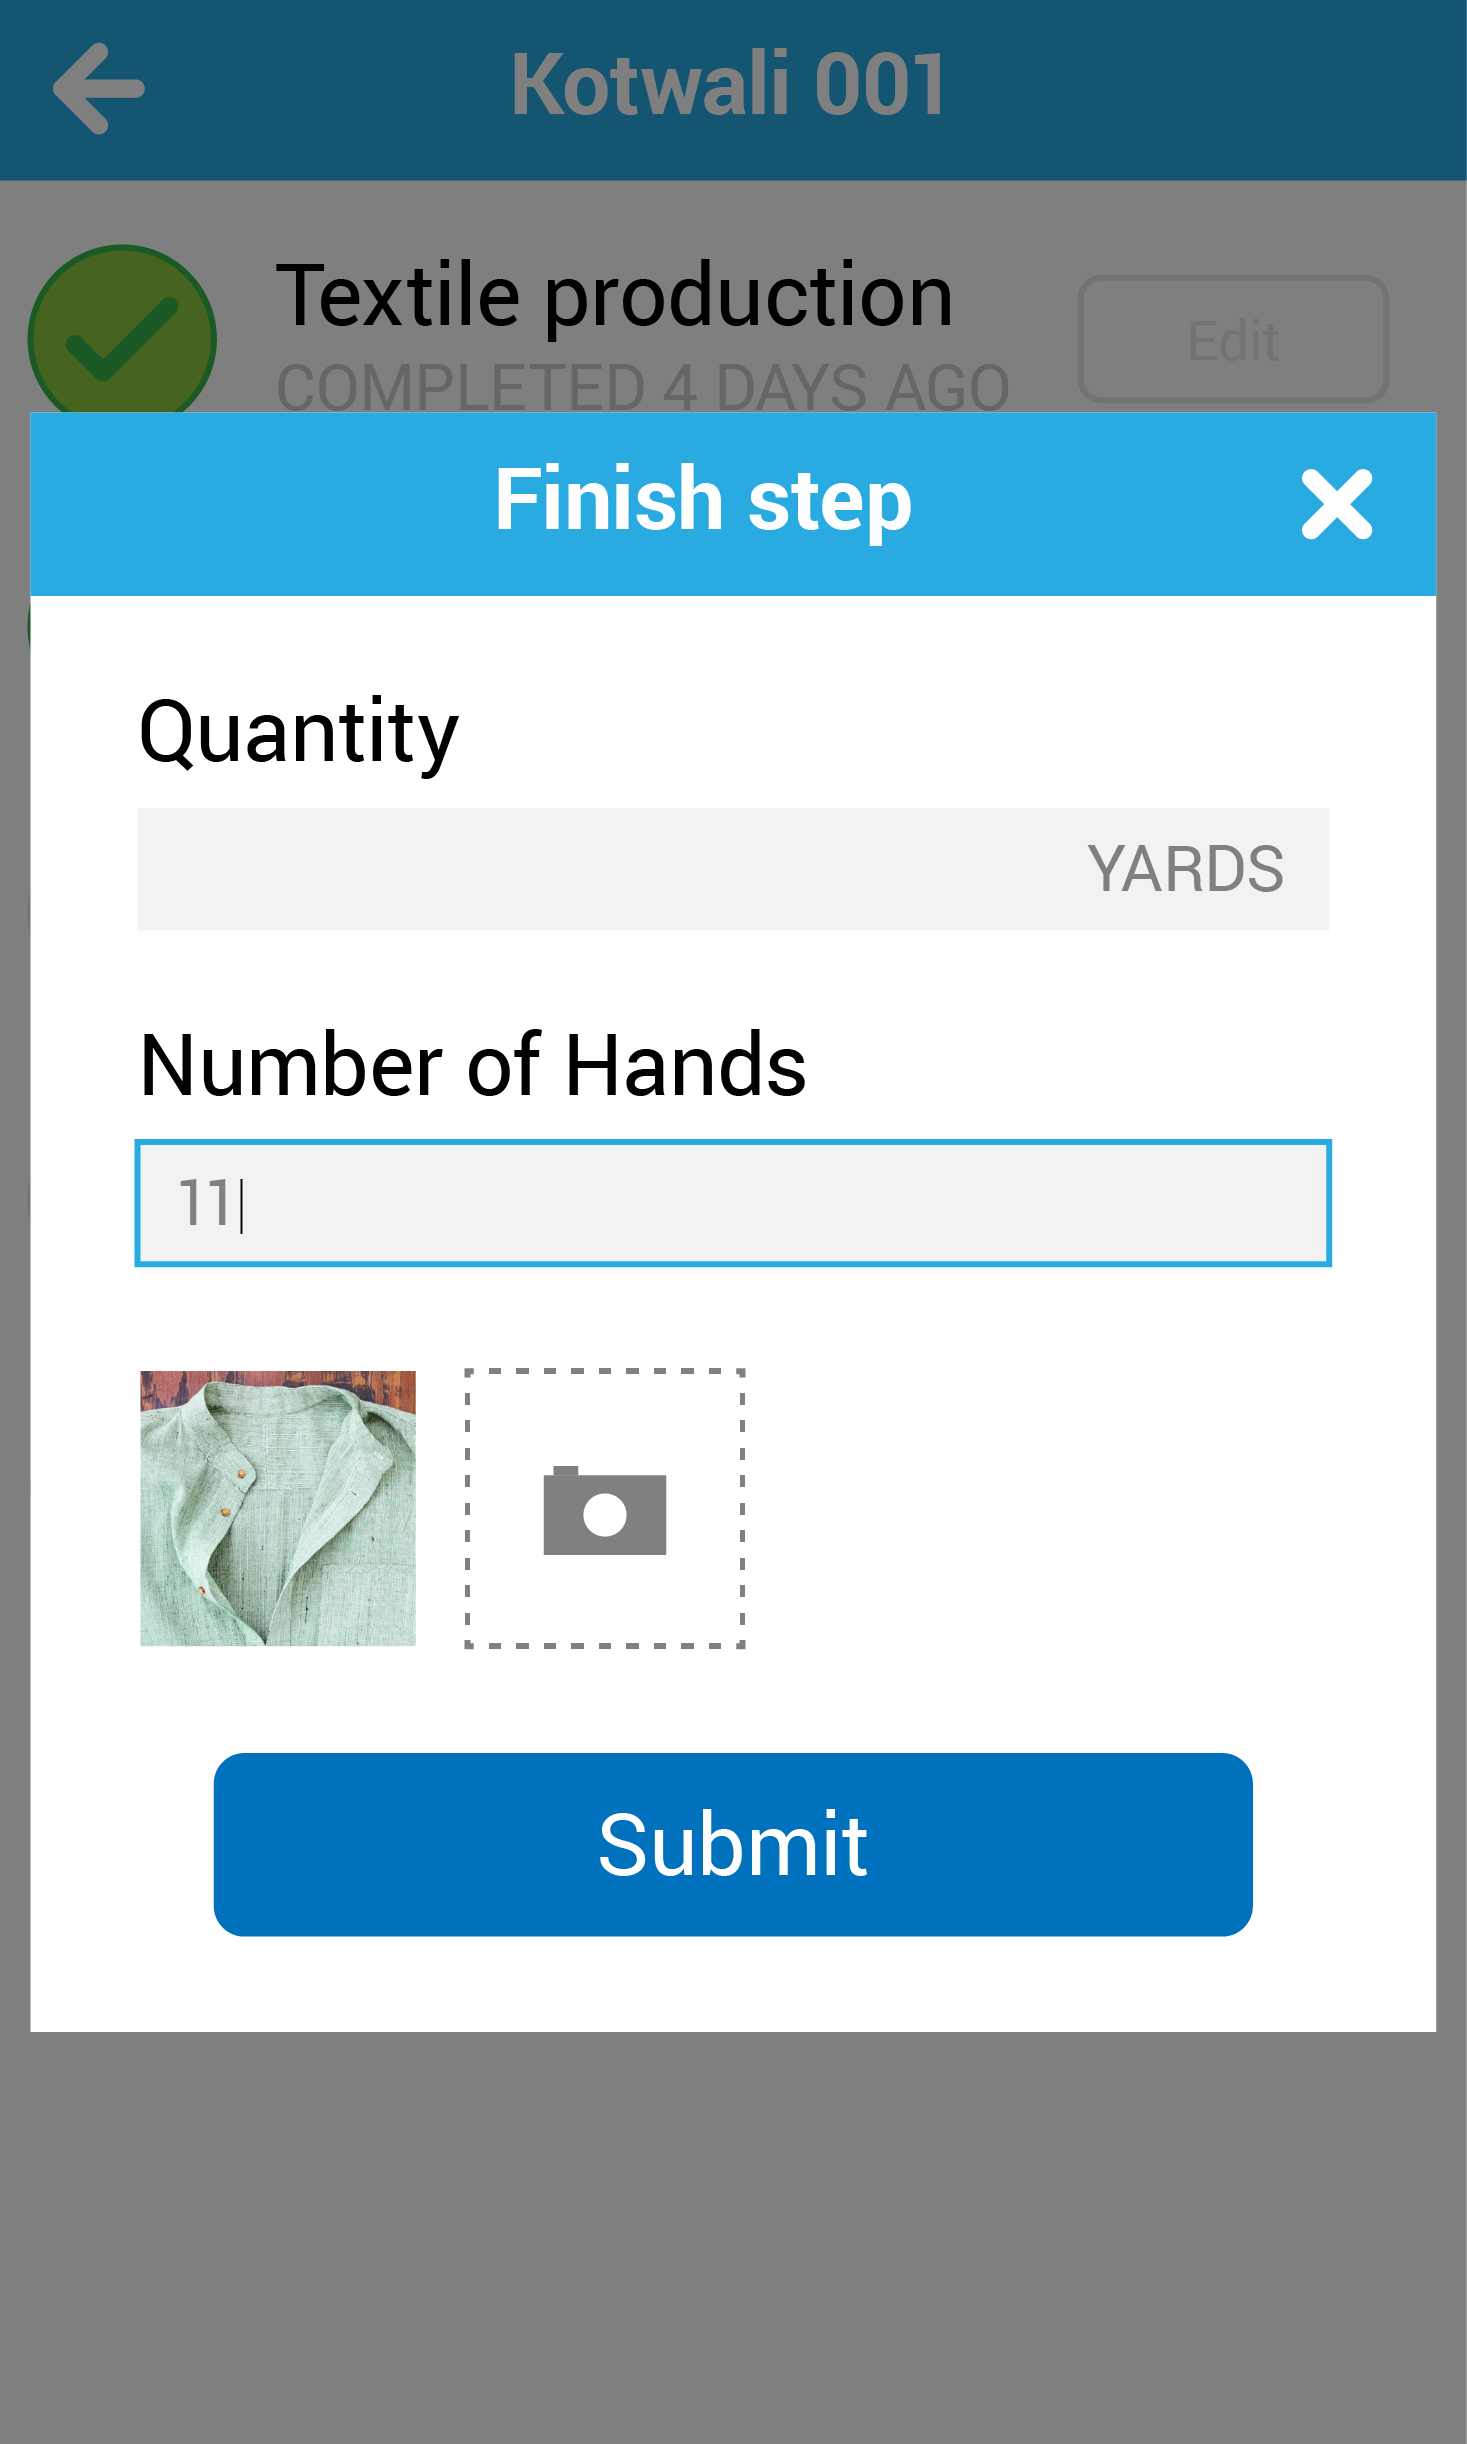 Kotwali 001
Textile production
Edit
COMPLETED 4 DAYS AGO
Finish step
Quantity
YARDS
Number of Hands
11
Submit